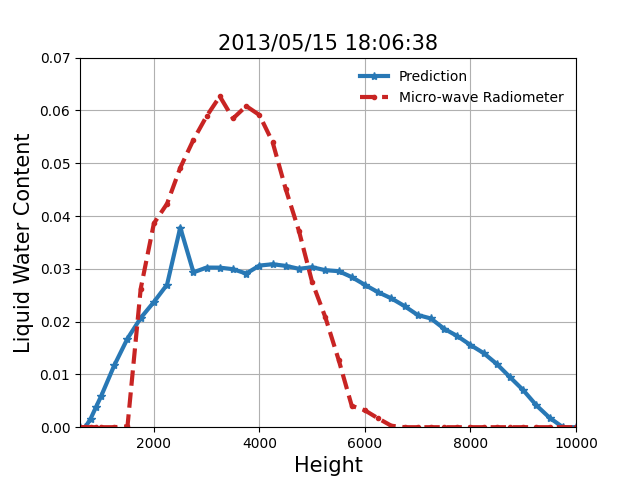 2013/05/15 18:06:38
0.07
0.06
0.05
0.04
0.03
0.02
0.01
0.00
Liquid Water Content
Prediction
Micro-wave Radiometer
2000 4000 6000 8000 10000
Height